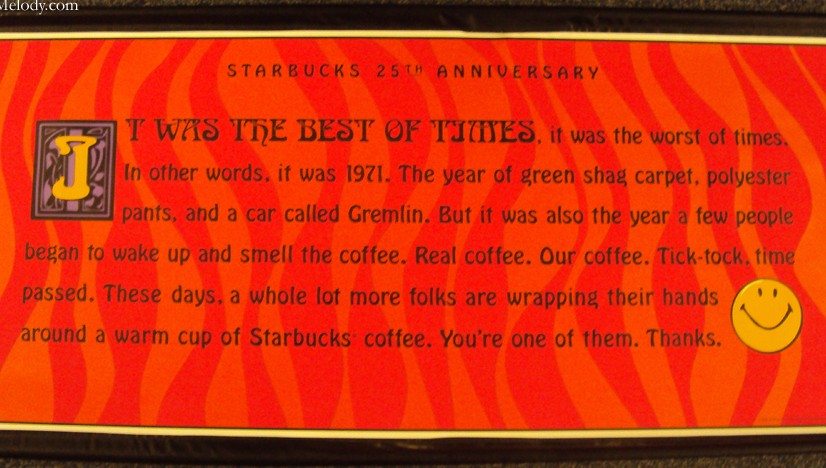 Melody.com
STARBUCKS 25TH ANNIVERSARY
IT WAS THE BEST OF TIMES, it was the worst of times.
In other words, it was 1971. The year of green shag carpet, polyester
pants, and a car called Gremlin. But it was also the year a few people
began to wake up and smell the coffee. Real coffee. Our coffee. Tick-tock, time
passed. These days, a whole lot more folks are wrapping their hands
around a warm cup of Starbucks coffee. You're one of them. Thanks.